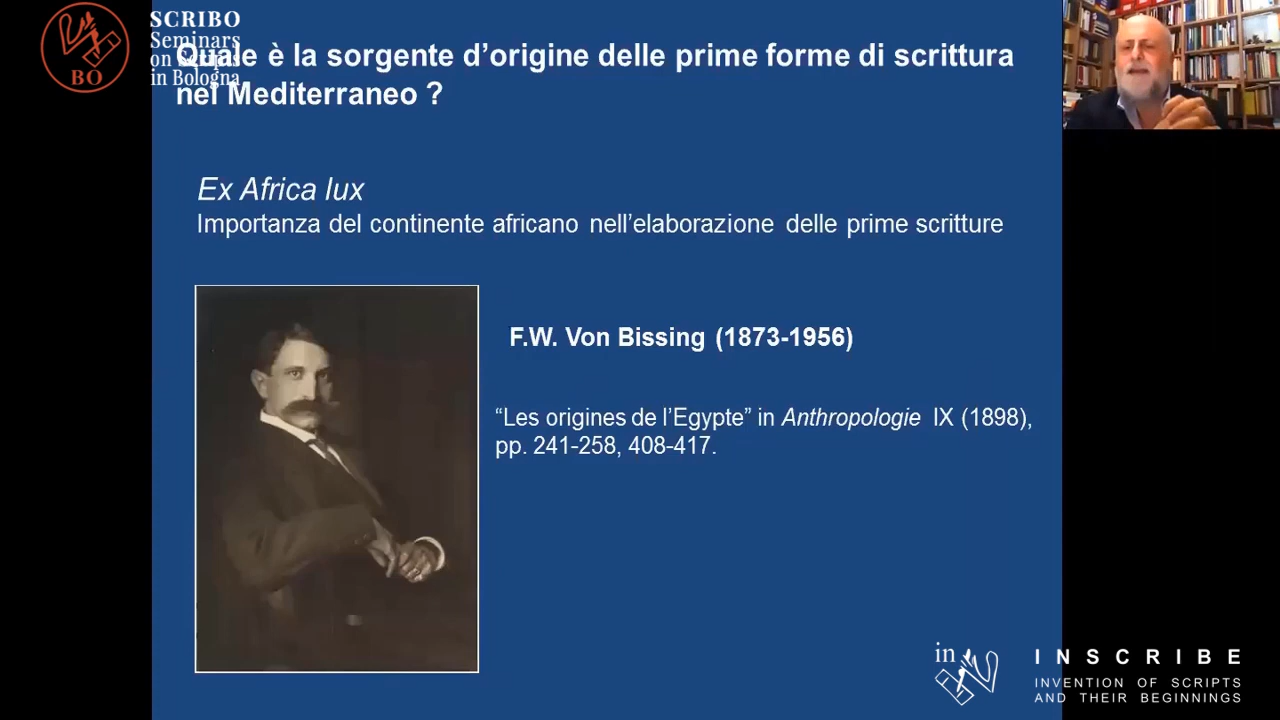 SCRIBO
Seminars
on Scripts
in Bologna
BO
Quale è la sorgente d’origine delle prime forme di scrittura
nel Mediterraneo ?
Ex Africa lux
Importanza del continente africano nell’elaborazione delle prime scritture
F.W. Von Bissing (1873-1956)
“Les origines de l’Egypte” in Anthropologie IX (1898),
pp. 241-258, 408-417.
in
INSCRIBE
INVENTION OF SCRIPTS
AND THEIR BEGINNINGS